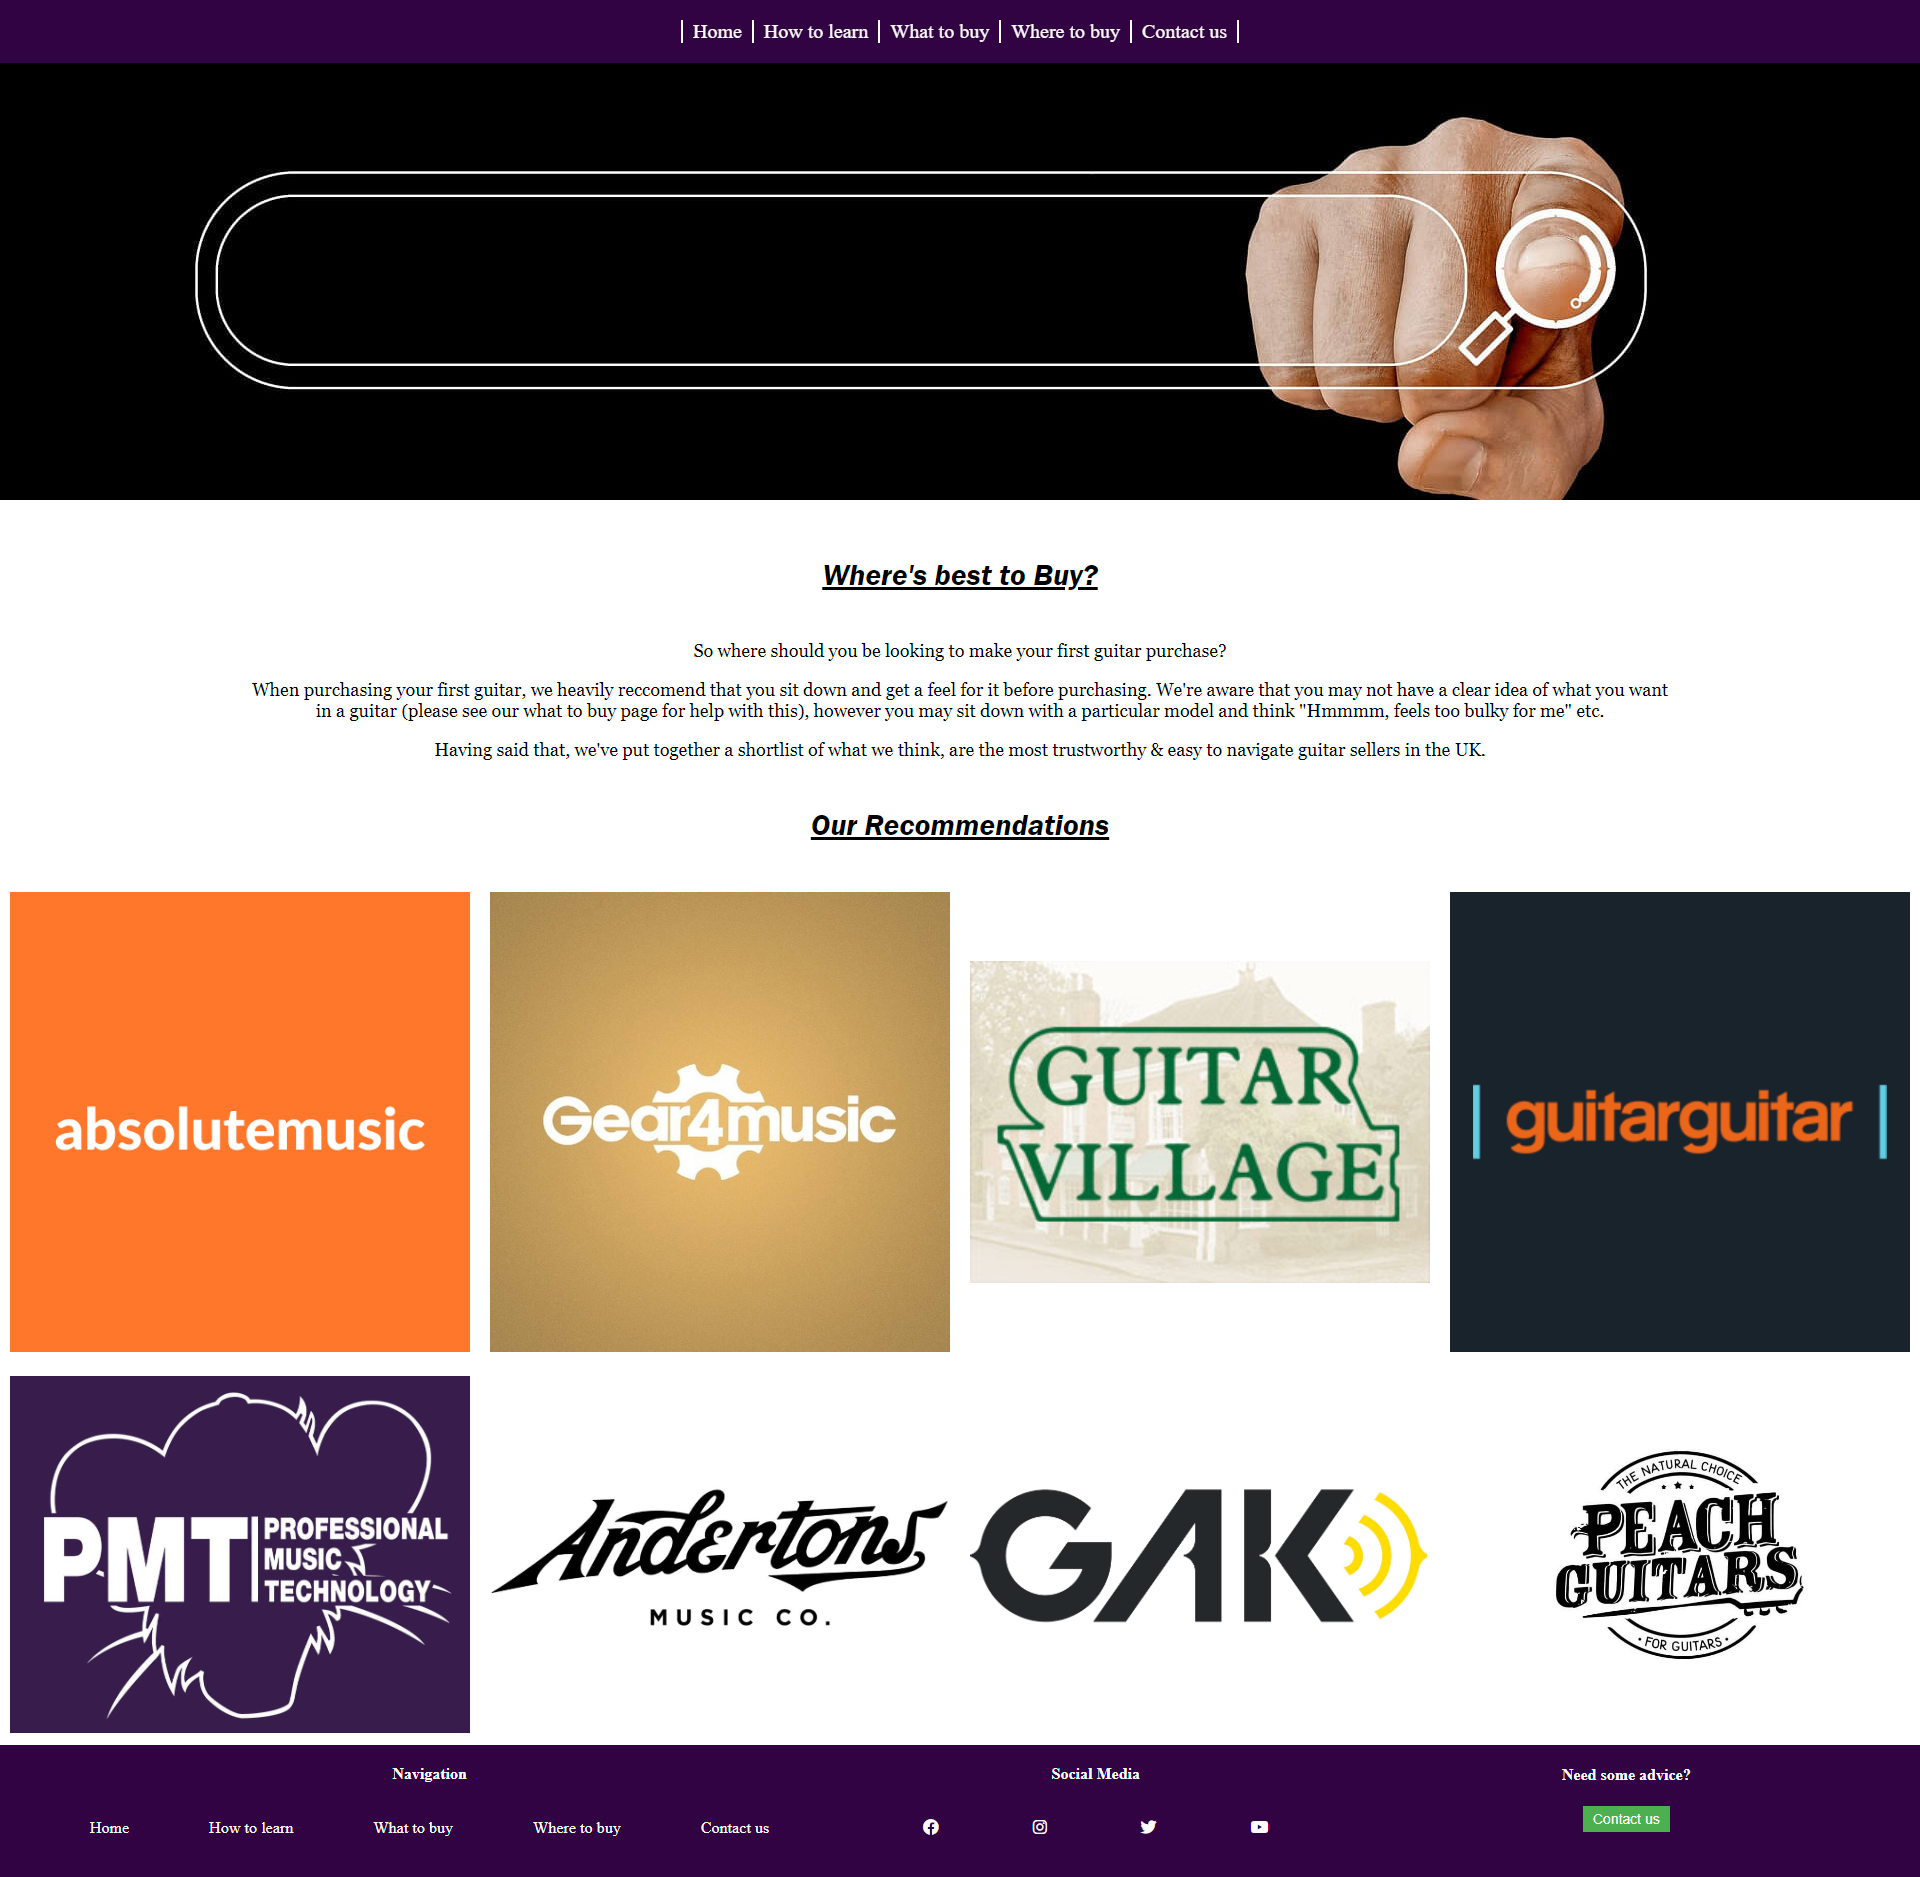 Home How to learn What to buy Where to buy Contact us
Where's best to Buy?
So where should you be looking to make your first guitar purchase?
When purchasing your first guitar, we heavily reccomend that you sit down and get a feel for it before purchasing. We're aware that you may not have a clear idea of what you want
in a guitar (please see our what to buy page for help with this), however you may sit down with a particular model and think "Hmmmm, feels too bulky for me" etc.
Having said that, we've put together a shortlist of what we think, are the most trustworthy & easy to navigate guitar sellers in the UK.
Our Recommendations
absolutemusic
Gear4music
GUITAR
VILLAGE
guitarguitar
PMT
PROFESSIONAL
MUSIC
TECHNOLOGY
Andertons
MUSIC CO.
GAK
THE NATURAL CHOICE
PEACH
GUITARS
• FOR GUITARS •
Navigation
Home How to learn What to buy Where to buy Contact us
Social Media
Need some advice?
Contact us